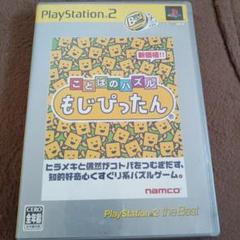 PlayStation.2
the Best
新価格!!
ことばのパズル
もじぴったん
ヒラメキと偶然がコトバをつむぎだす、
知的好奇心くすぐり系パズルゲーム。
namco
CERO
全年齢
PlayStation 2 the Best